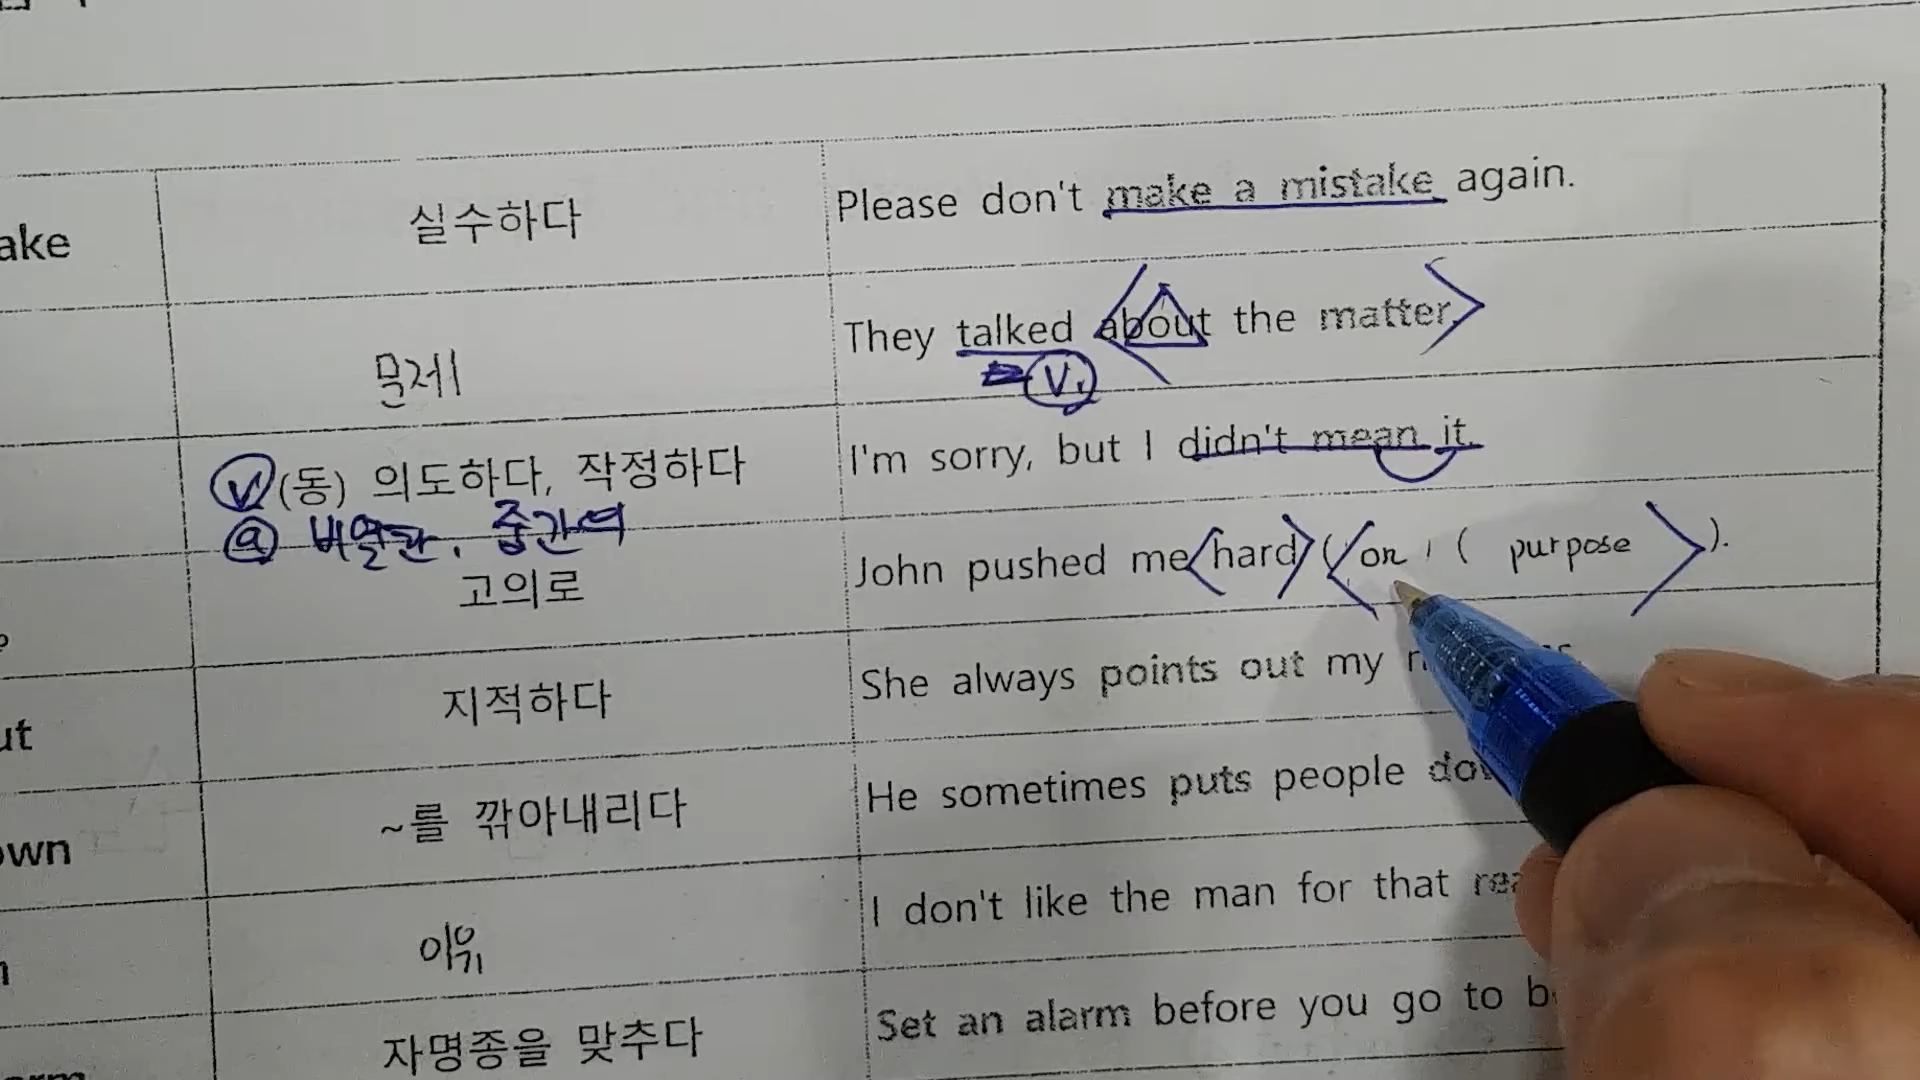 ake 실수하다 Please don't make a mistake again.
문제 They talked about the matter.
V.
V (동) 의도하다, 작정하다 I'm sorry, but I didn't mean it.
ⓐ 비열한, 중간의
고의로 John pushed me hard ( on ) ( purpose ).
ut 지적하다 She always points out my
own ~를 깎아내리다 He sometimes puts people do
이유 I don't like the man for that rea
자명종을 맞추다 Set an alarm before you go to b